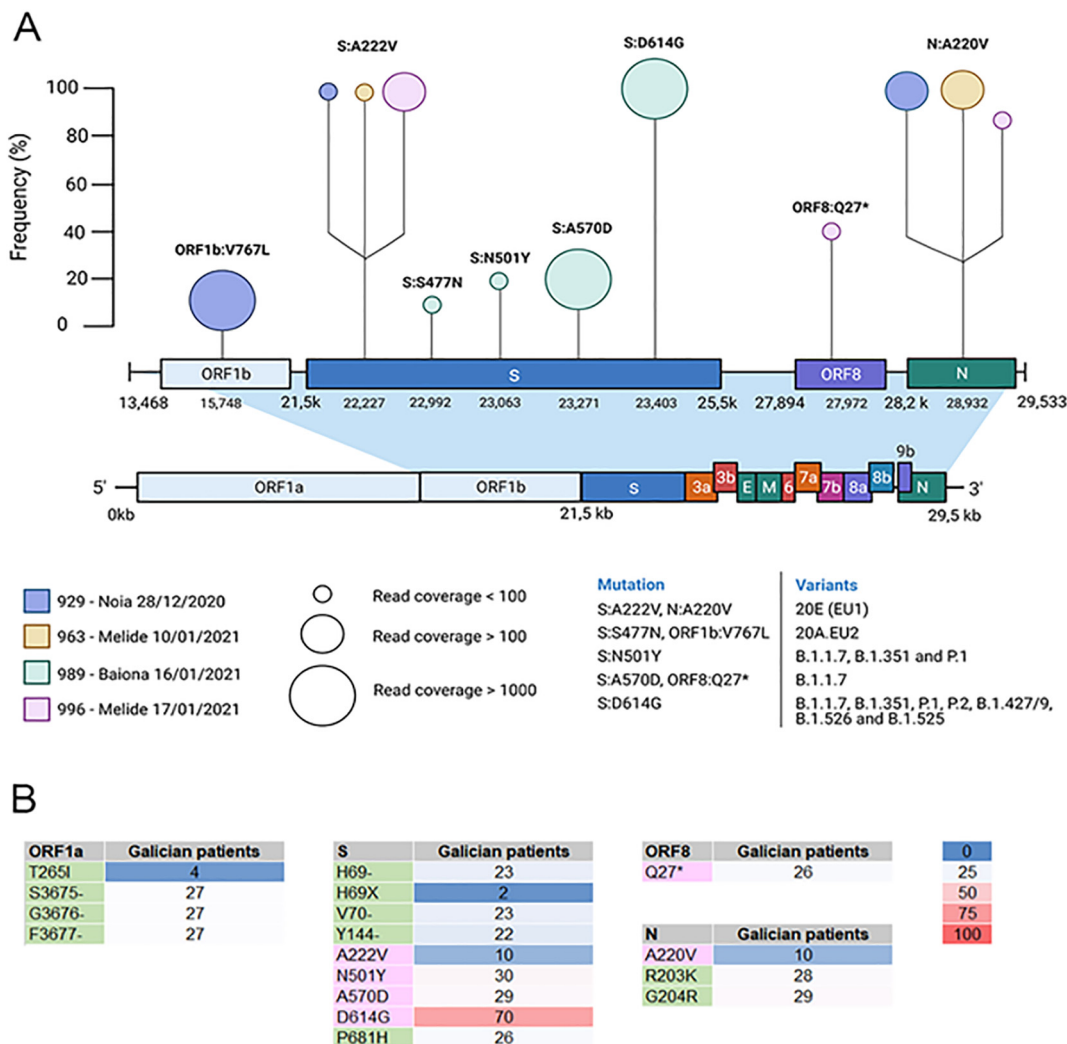 A
S:A222V
S:D614G
N:A220V
Frequency (%)
100
80
60
40
20
0
ORF1b:V767L
S:S477N
S:N501Y
S:A570D
ORF8:Q27*
ORF1b
S
ORF8
N
13,468
15,748
21,5k
22,227
22,992
23,063
23,271
23,403
25,5k
27,894
27,972
28,2 k
28,932
29,533
5'
ORF1a
ORF1b
S
3a
3b
E
M
6
7a
7b
8a
8b
9b
N
3'
0kb
21,5 kb
29,5 kb
929 - Noia 28/12/2020
963 - Melide 10/01/2021
989 - Baiona 16/01/2021
996 - Melide 17/01/2021
Read coverage < 100
Read coverage > 100
Read coverage > 1000
Mutation Variants
S:A222V, N:A220V 20E (EU1)
S:S477N, ORF1b:V767L 20A.EU2
S:N501Y B.1.1.7, B.1.351 and P.1
S:A570D, ORF8:Q27* B.1.1.7
S:D614G B.1.1.7, B.1.351, P.1, P.2, B.1.427/9,
B.1.526 and B.1.525
B
ORF1a Galician patients
T265I 4
S3675- 27
G3676- 27
F3677- 27
S Galician patients
H69- 23
H69X 2
V70- 23
Y144- 22
A222V 10
N501Y 30
A570D 29
D614G 70
P681H 26
ORF8 Galician patients
Q27* 26
N Galician patients
A220V 10
R203K 28
G204R 29
0
25
50
75
100